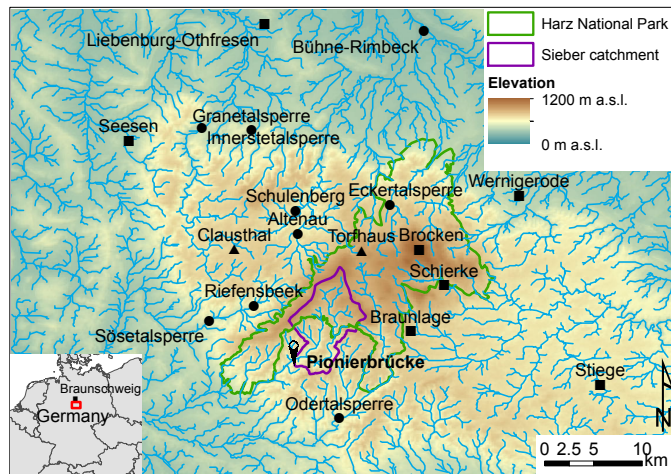 Liebenburg-Othfresen
Bühne-Rimbeck
Harz National Park
Sieber catchment
Elevation
1200 m a.s.l.
0 m a.s.l.
Seesen
Granetalsperre
Innerstetalsperre
Wernigerode
Schulenberg
Eckertalsperre
Altenau
Clausthal
Torfhaus
Brocken
Schierke
Riefensbeek
Braunlage
Sösetalsperre
Pionierbrücke
Stiege
Odertalsperre
Braunschweig
Germany
N
0 2.5 5 10
km